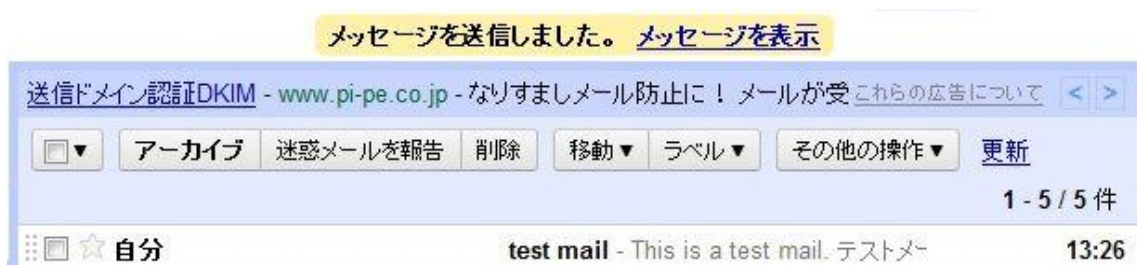 メッセージを送信しました。 メッセージを表示
送信ドメイン認証DKIM - www.pi-pe.co.jp - なりすましメール防止に! メールが受 これらの広告について < >
アーカイブ 迷惑メールを報告 削除 移動▼ ラベル▼ その他の操作▼ 更新
1 - 5 / 5 件
自分 test mail - This is a test mail. テストメー 13:26